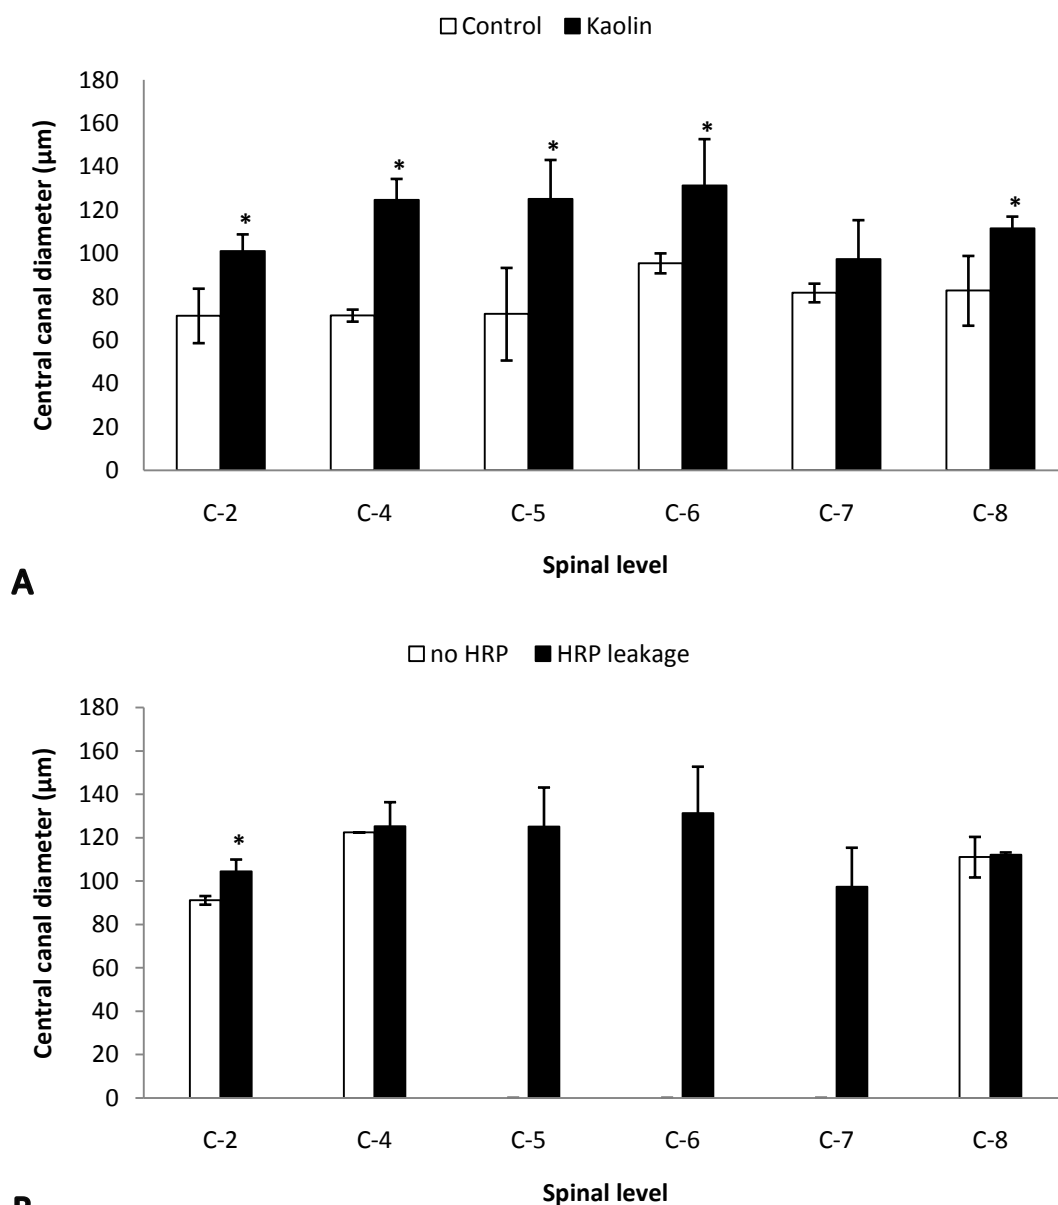 Control Kaolin
180
160
140
120
100
80
60
40
20
0
Central canal diameter (µm)
* * * * *
C-2 C-4 C-5 C-6 C-7 C-8
Spinal level
A
no HRP HRP leakage
180
160
140
120
100
80
60
40
20
0
Central canal diameter (µm)
*
C-2 C-4 C-5 C-6 C-7 C-8
Spinal level
B